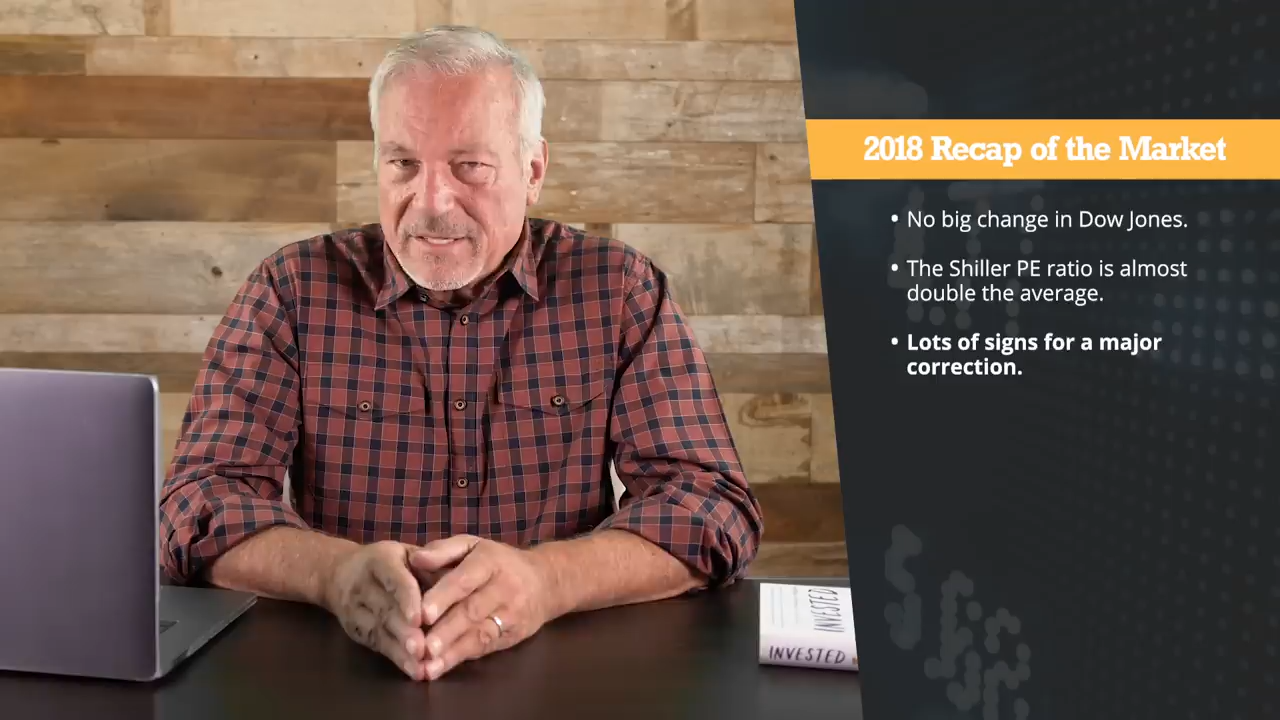 2018 Recap of the Market
• No big change in Dow Jones.
• The Shiller PE ratio is almost
double the average.
• Lots of signs for a major
correction.
INVESTED
INVESTED